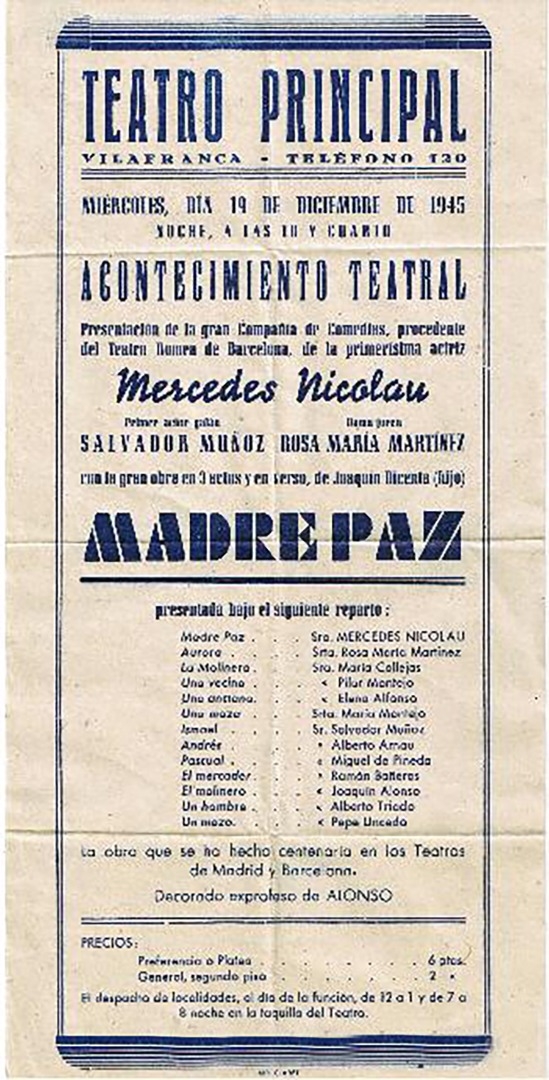 TEATRO PRINCIPAL
VILAFRANCA - TELÉFONO 120
MIÉRCOLES, DÍA 19 DE DICIEMBRE DE 1945
NOCHE, A LAS 10 Y CUARTO
ACONTECIMIENTO TEATRAL
Presentación de la gran Compañía de Comedias, procedente
del Teatro Romea de Barcelona, de la primerísima actriz
Mercedes Nicolau
Primer actor galán Dama joven
SALVADOR MUÑOZ ROSA MARÍA MARTÍNEZ
con la gran obra en 3 actos y en verso, de Joaquín Dicenta (hijo)
MADRE PAZ
presentada bajo el siguiente reparto:
Madre Paz . . . Sra. MERCEDES NICOLAU
Aurora . . . . Srta. Rosa María Martínez
La Molinera . . . Sra. María Callejas
Una vecina . . . « Pilar Montejo
Una anciana. . . « Elena Alfonso
Una moza . . . Srta. María Montejo
Ismael . . . . Sr. Salvador Muñoz
Andrés . . . . « Alberto Arnau
Pascual . . . . « Miguel de Pineda
El mercader . . . « Ramón Bañeras
El molinero . . . « Joaquín Alonso
Un hombre . . . « Alberto Triado
Un mozo. . . . « Pepe Unceda
La obra que se ha hecho centenaria en los Teatros
de Madrid y Barcelona.
Decorado exprofeso de ALONSO
PRECIOS:
Preferencia o Platea . . . . . . . . 6 ptas.
General, segundo piso . . . . . . . 2 «
El despacho de localidades, el día de la función, de 12 a 1 y de 7 a
8 noche en la taquilla del Teatro.